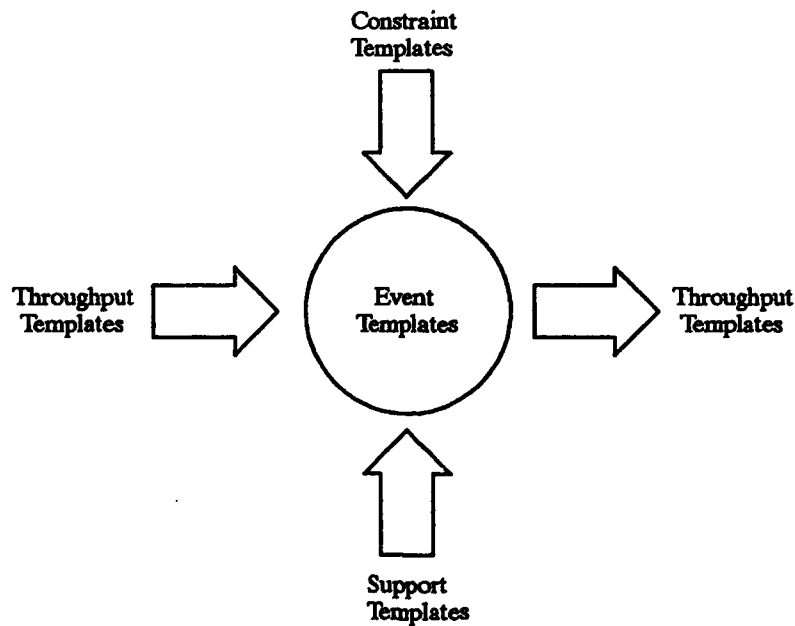 Constraint
Templates
Throughput
Templates
Event
Templates
Throughput
Templates
Support
Templates